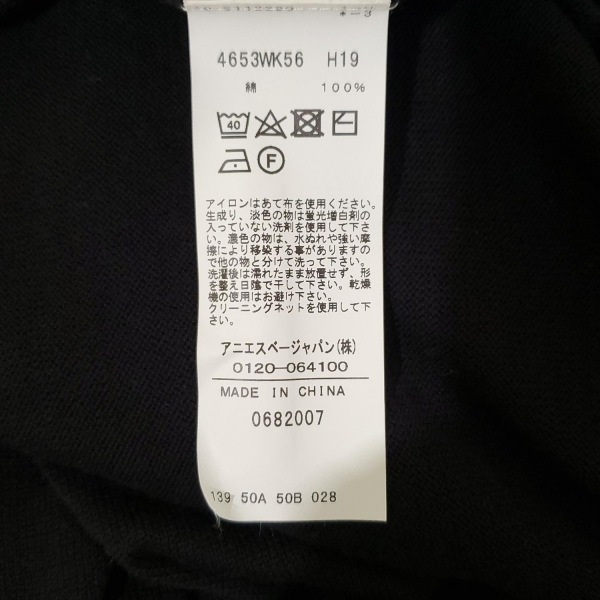 4653WK56 H19
綿 100%
40
F
アイロンはあて布を使用ください。
生成り、淡色の物は蛍光増白剤の
入っていない洗剤を使用して下さ
い。濃色の物は、水ぬれや強い摩
擦により移染する事がありますの
で他の物と分けて洗って下さい。
洗濯後は濡れたまま放置せず、形
を整え日蔭で干して下さい。乾燥
機の使用はお避け下さい。
クリーニングネットを使用して下
さい。
アニエスベージャパン(株)
0120-064100
MADE IN CHINA
0682007
139 50A 50B 028